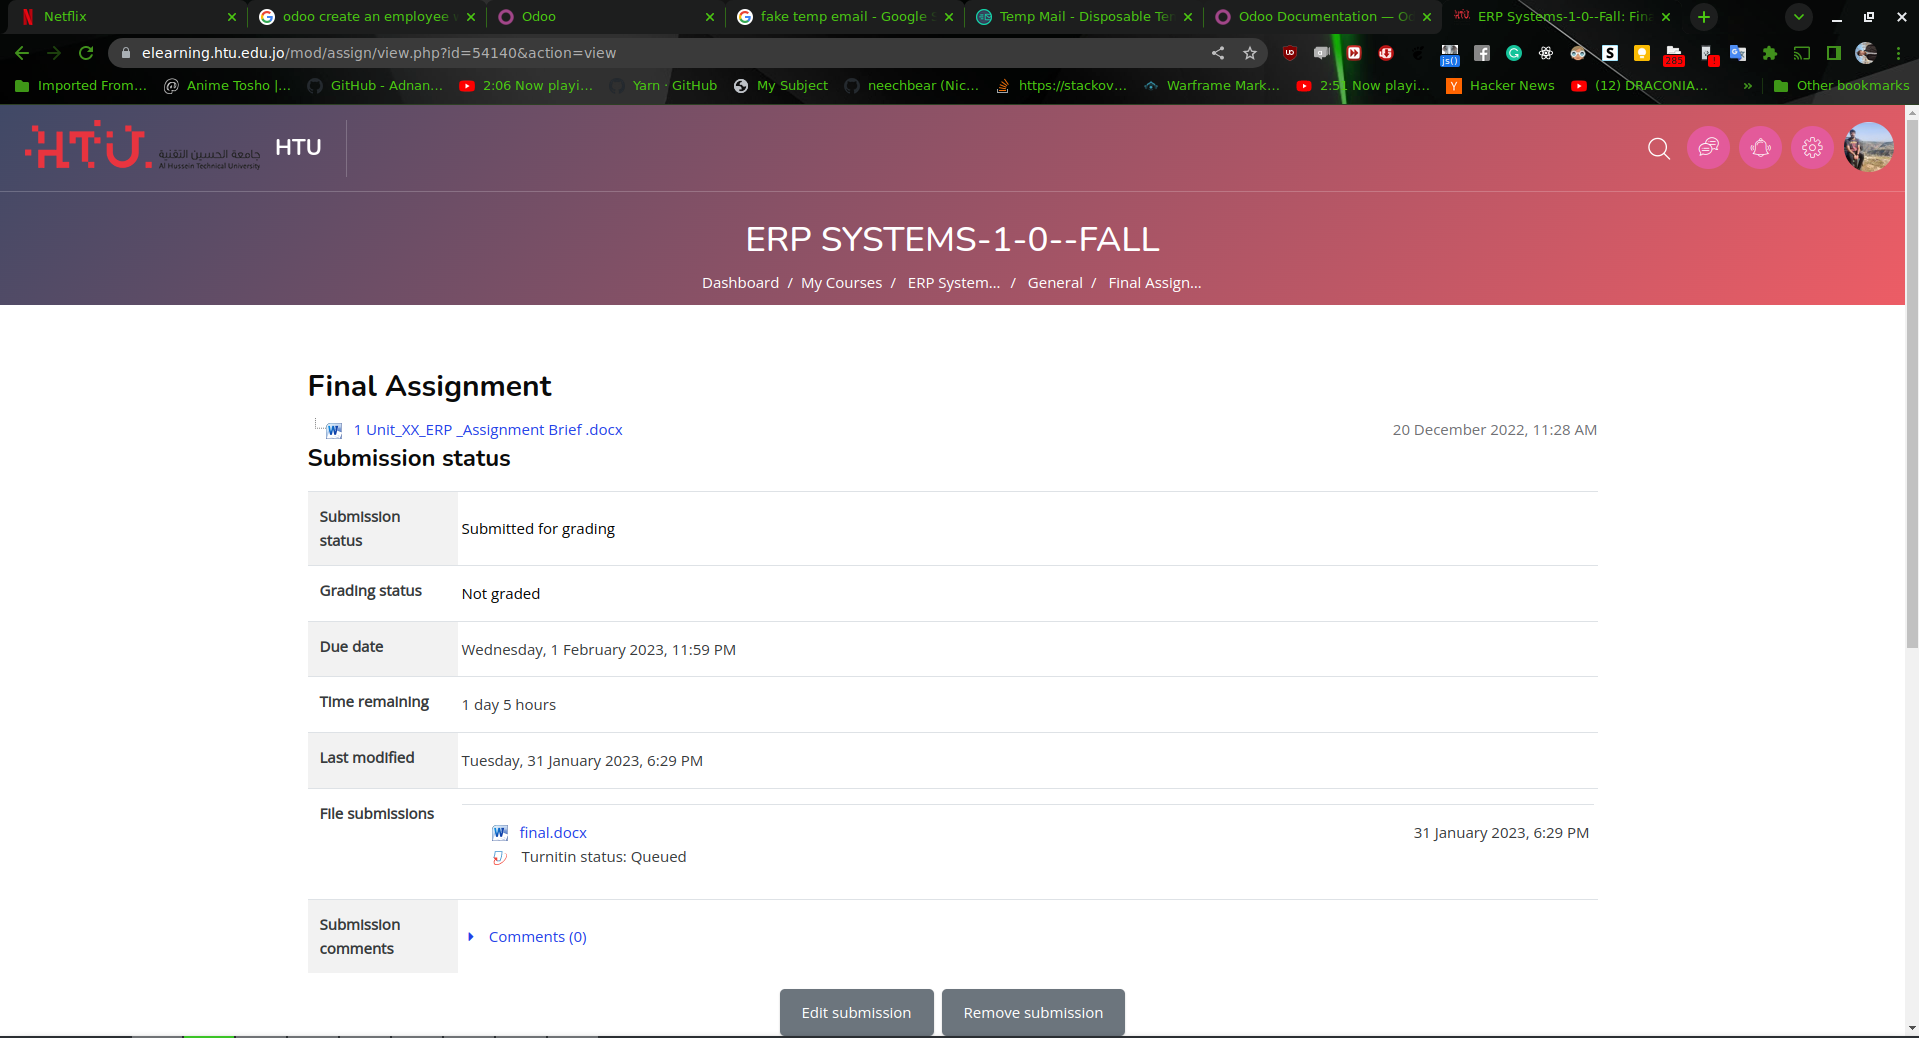 Netflix
odoo create an employee
Odoo
fake temp email - Google
Temp Mail - Disposable Te
Odoo Documentation — O
ERP Systems-1-0--Fall: Fin
elearning.htu.edu.jo/mod/assign/view.php?id=54140&action=view
js()
285
Imported From...
Anime Tosho |...
GitHub - Adnan...
2:06 Now playi...
Yarn · GitHub
My Subject
neechbear (Nic...
https://stackov...
Warframe Mark...
2:51 Now playi...
Hacker News
(12) DRACONIA...
»
Other bookmarks
HTU
جامعة الحسين التقنية
Al Hussein Technical University
HTU
ERP SYSTEMS-1-0--FALL
Dashboard / My Courses / ERP System... / General / Final Assign...
Final Assignment
1 Unit_XX_ERP _Assignment Brief .docx
20 December 2022, 11:28 AM
Submission status
Submission status
Submitted for grading
Grading status
Not graded
Due date
Wednesday, 1 February 2023, 11:59 PM
Time remaining
1 day 5 hours
Last modified
Tuesday, 31 January 2023, 6:29 PM
File submissions
final.docx
31 January 2023, 6:29 PM
Turnitin status: Queued
Submission comments
Comments (0)
Edit submission
Remove submission